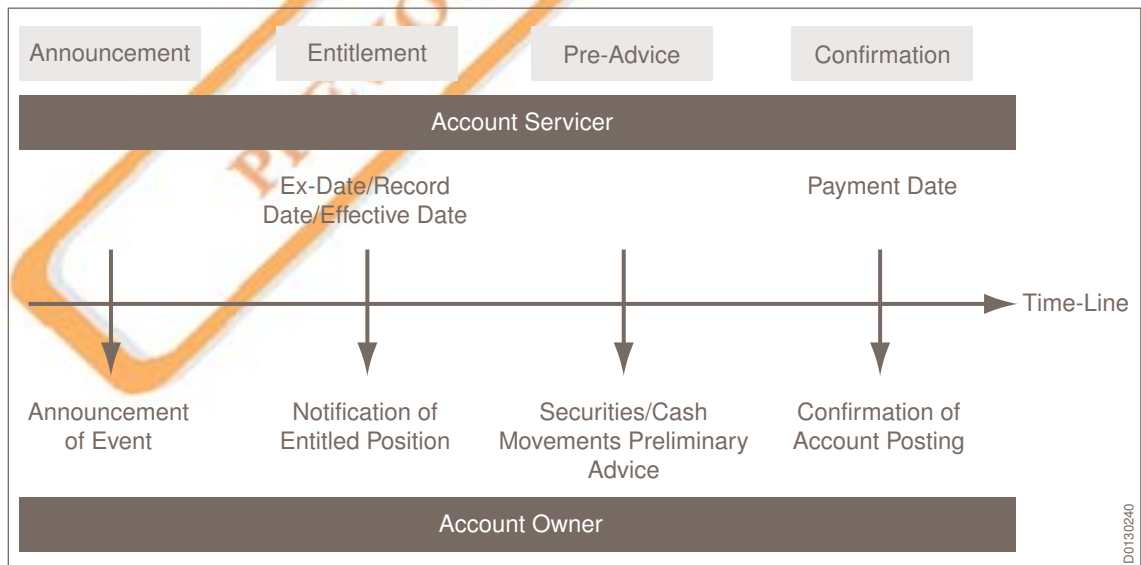 Announcement
Entitlement
Pre-Advice
Confirmation
Account Servicer
Ex-Date/Record
Date/Effective Date
Payment Date
Time-Line
Announcement
of Event
Notification of
Entitled Position
Securities/Cash
Movements Preliminary
Advice
Confirmation of
Account Posting
Account Owner
D0130240